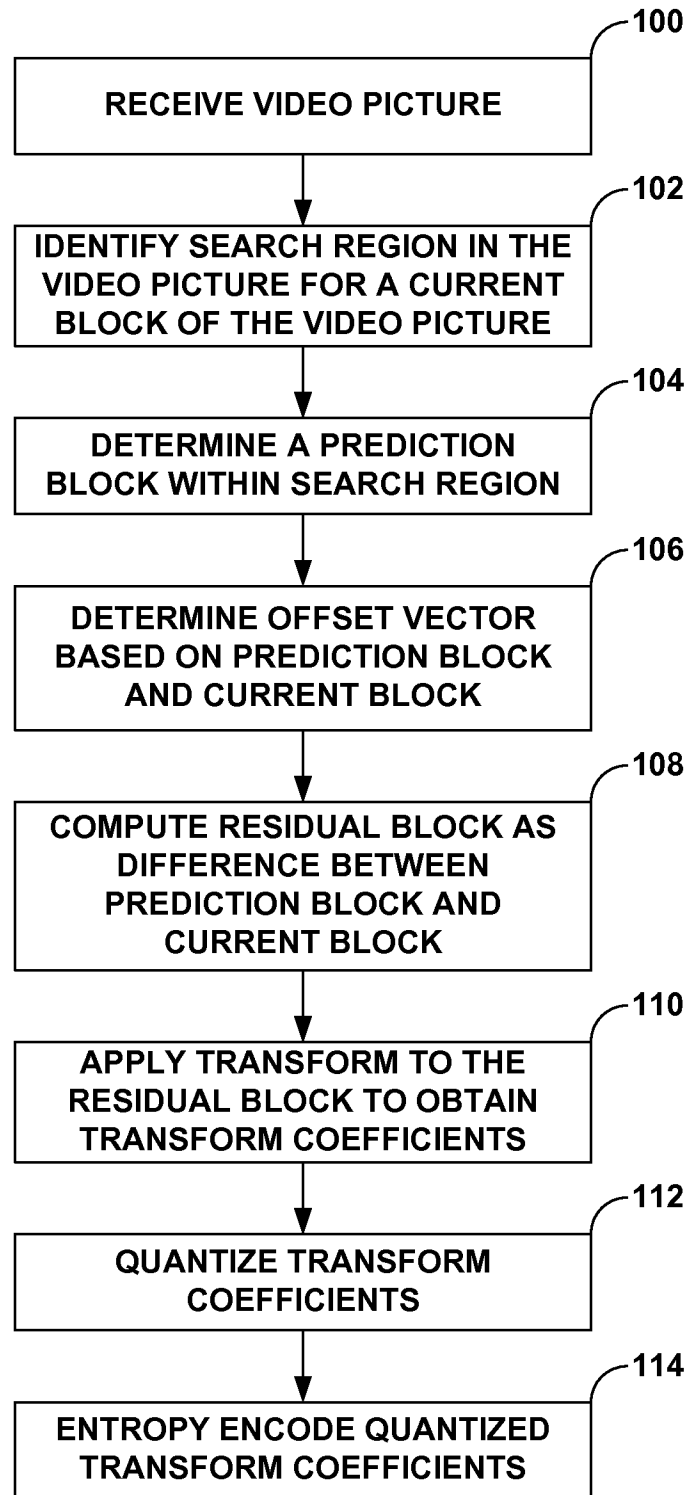 100
RECEIVE VIDEO PICTURE
102
IDENTIFY SEARCH REGION IN THE
VIDEO PICTURE FOR A CURRENT
BLOCK OF THE VIDEO PICTURE
104
DETERMINE A PREDICTION
BLOCK WITHIN SEARCH REGION
106
DETERMINE OFFSET VECTOR
BASED ON PREDICTION BLOCK
AND CURRENT BLOCK
108
COMPUTE RESIDUAL BLOCK AS
DIFFERENCE BETWEEN
PREDICTION BLOCK AND
CURRENT BLOCK
110
APPLY TRANSFORM TO THE
RESIDUAL BLOCK TO OBTAIN
TRANSFORM COEFFICIENTS
112
QUANTIZE TRANSFORM
COEFFICIENTS
114
ENTROPY ENCODE QUANTIZED
TRANSFORM COEFFICIENTS